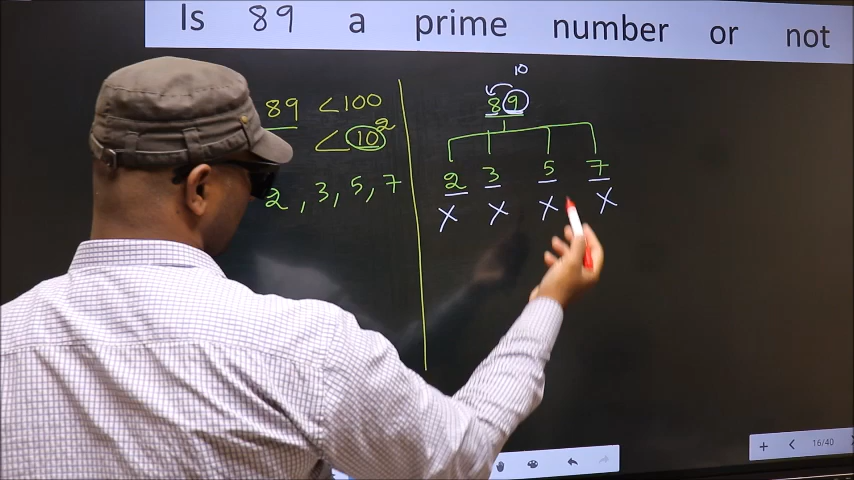 Is 89 a prime number or not
89 < 100
< 10²
2, 3, 5, 7
10
89
2 3 5 7
X X X X
16/40